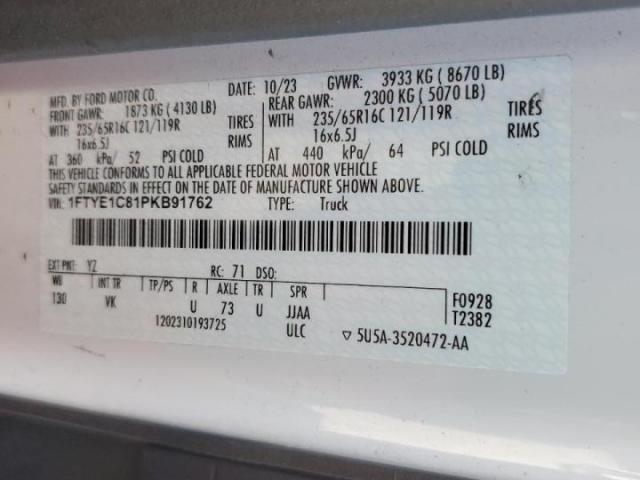 MFD. BY FORD MOTOR CO. DATE: 10/23 GVWR: 3933 KG ( 8670 LB)
FRONT GAWR: 1873 KG ( 4130 LB) REAR GAWR: 2300 KG ( 5070 LB)
WITH 235/65R16C 121/119R TIRES WITH 235/65R16C 121/119R TIRES
16x6.5J RIMS 16x6.5J RIMS
AT 360 kPa/ 52 PSI COLD AT 440 kPa/ 64 PSI COLD
THIS VEHICLE CONFORMS TO ALL APPLICABLE FEDERAL MOTOR VEHICLE
SAFETY STANDARDS IN EFFECT ON THE DATE OF MANUFACTURE SHOWN ABOVE.
VIN: 1FTYE1C81PKB91762 TYPE: Truck
EXT PNT: YZ RC: 71 DSO:
WB INT TR TP/PS R AXLE TR SPR
130 VK U 73 U JJAA
F0928
T2382
1202310193725 ULC ▽ 5U5A-3520472-AA